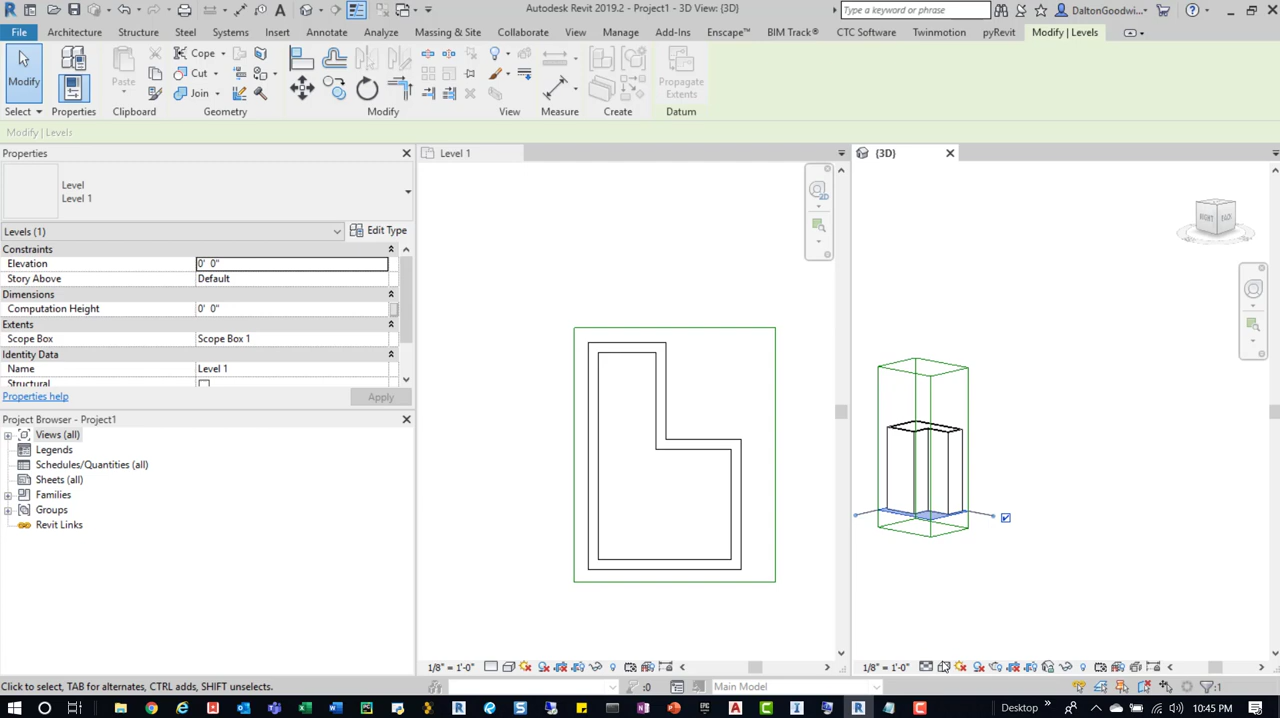 Autodesk Revit 2019.2 - Project1 - 3D View: {3D}
Type a keyword or phrase
DaltonGoodwi...
File Architecture Structure Steel Systems Insert Annotate Analyze Massing & Site Collaborate View Manage Add-Ins Enscape™ BIM Track® CTC Software Twinmotion pyRevit Modify | Levels
Modify
Paste
Cope
Cut
Join
Propagate
Extents
Select Properties Clipboard Geometry Modify View Measure Create Datum
Modify | Levels
Properties
Level
Level 1
Levels (1)
Edit Type
Constraints
Elevation 0' 0"
Story Above Default
Dimensions
Computation Height 0' 0"
Extents
Scope Box Scope Box 1
Identity Data
Name Level 1
Structural
Properties help
Apply
Project Browser - Project1
Views (all)
Legends
Schedules/Quantities (all)
Sheets (all)
Families
Groups
Revit Links
Level 1
2D
{3D}
RIGHT
BACK
1/8" = 1'-0"
1/8" = 1'-0"
Click to select, TAB for alternates, CTRL adds, SHIFT unselects.
:0
Main Model
:1
Desktop
10:45 PM